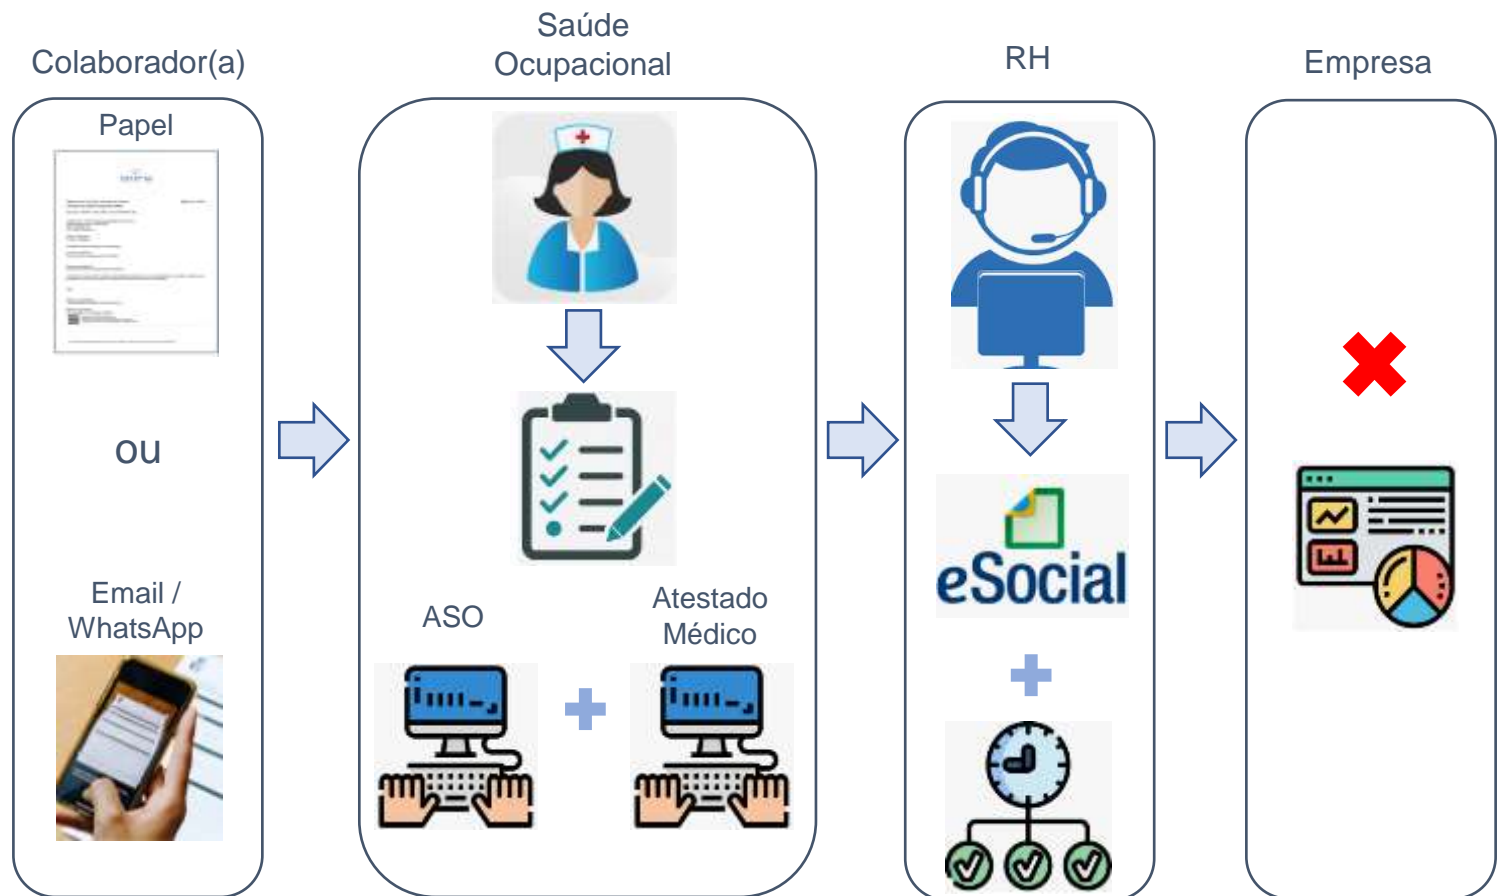 Colaborador(a)
Papel
ou
Email /
WhatsApp
Saúde
Ocupacional
ASO
Atestado
Médico
RH
eSocial
Empresa